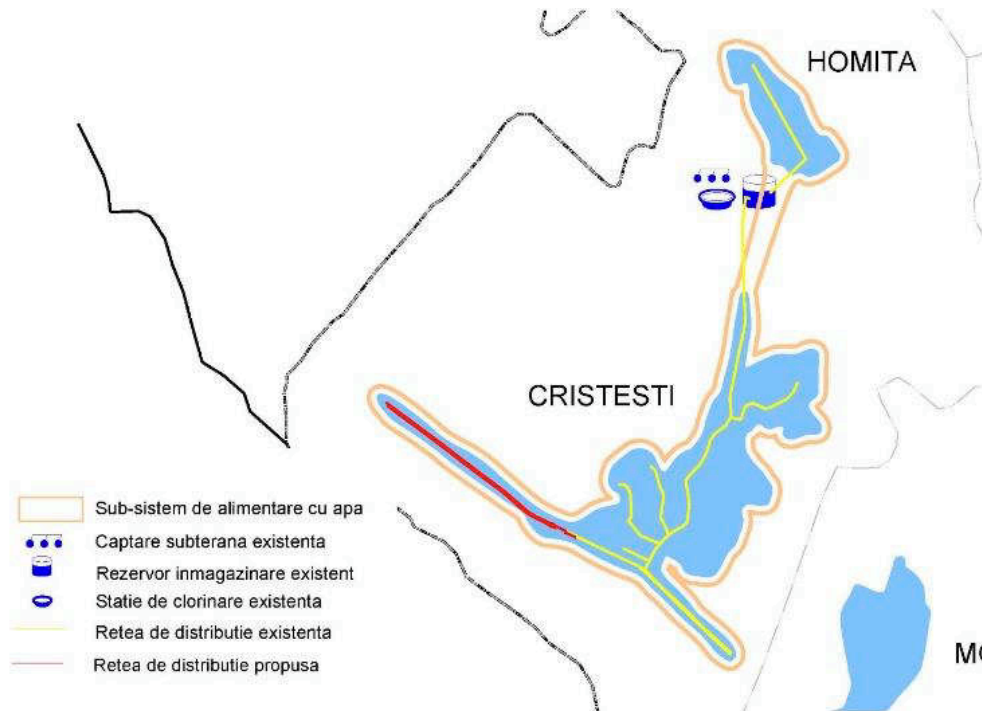 HOMITA
CRISTESTI
Sub-sistem de alimentare cu apa
Captare subterana existenta
Rezervor inmagazinare existent
Statie de clorinare existenta
Retea de distributie existenta
Retea de distributie propusa